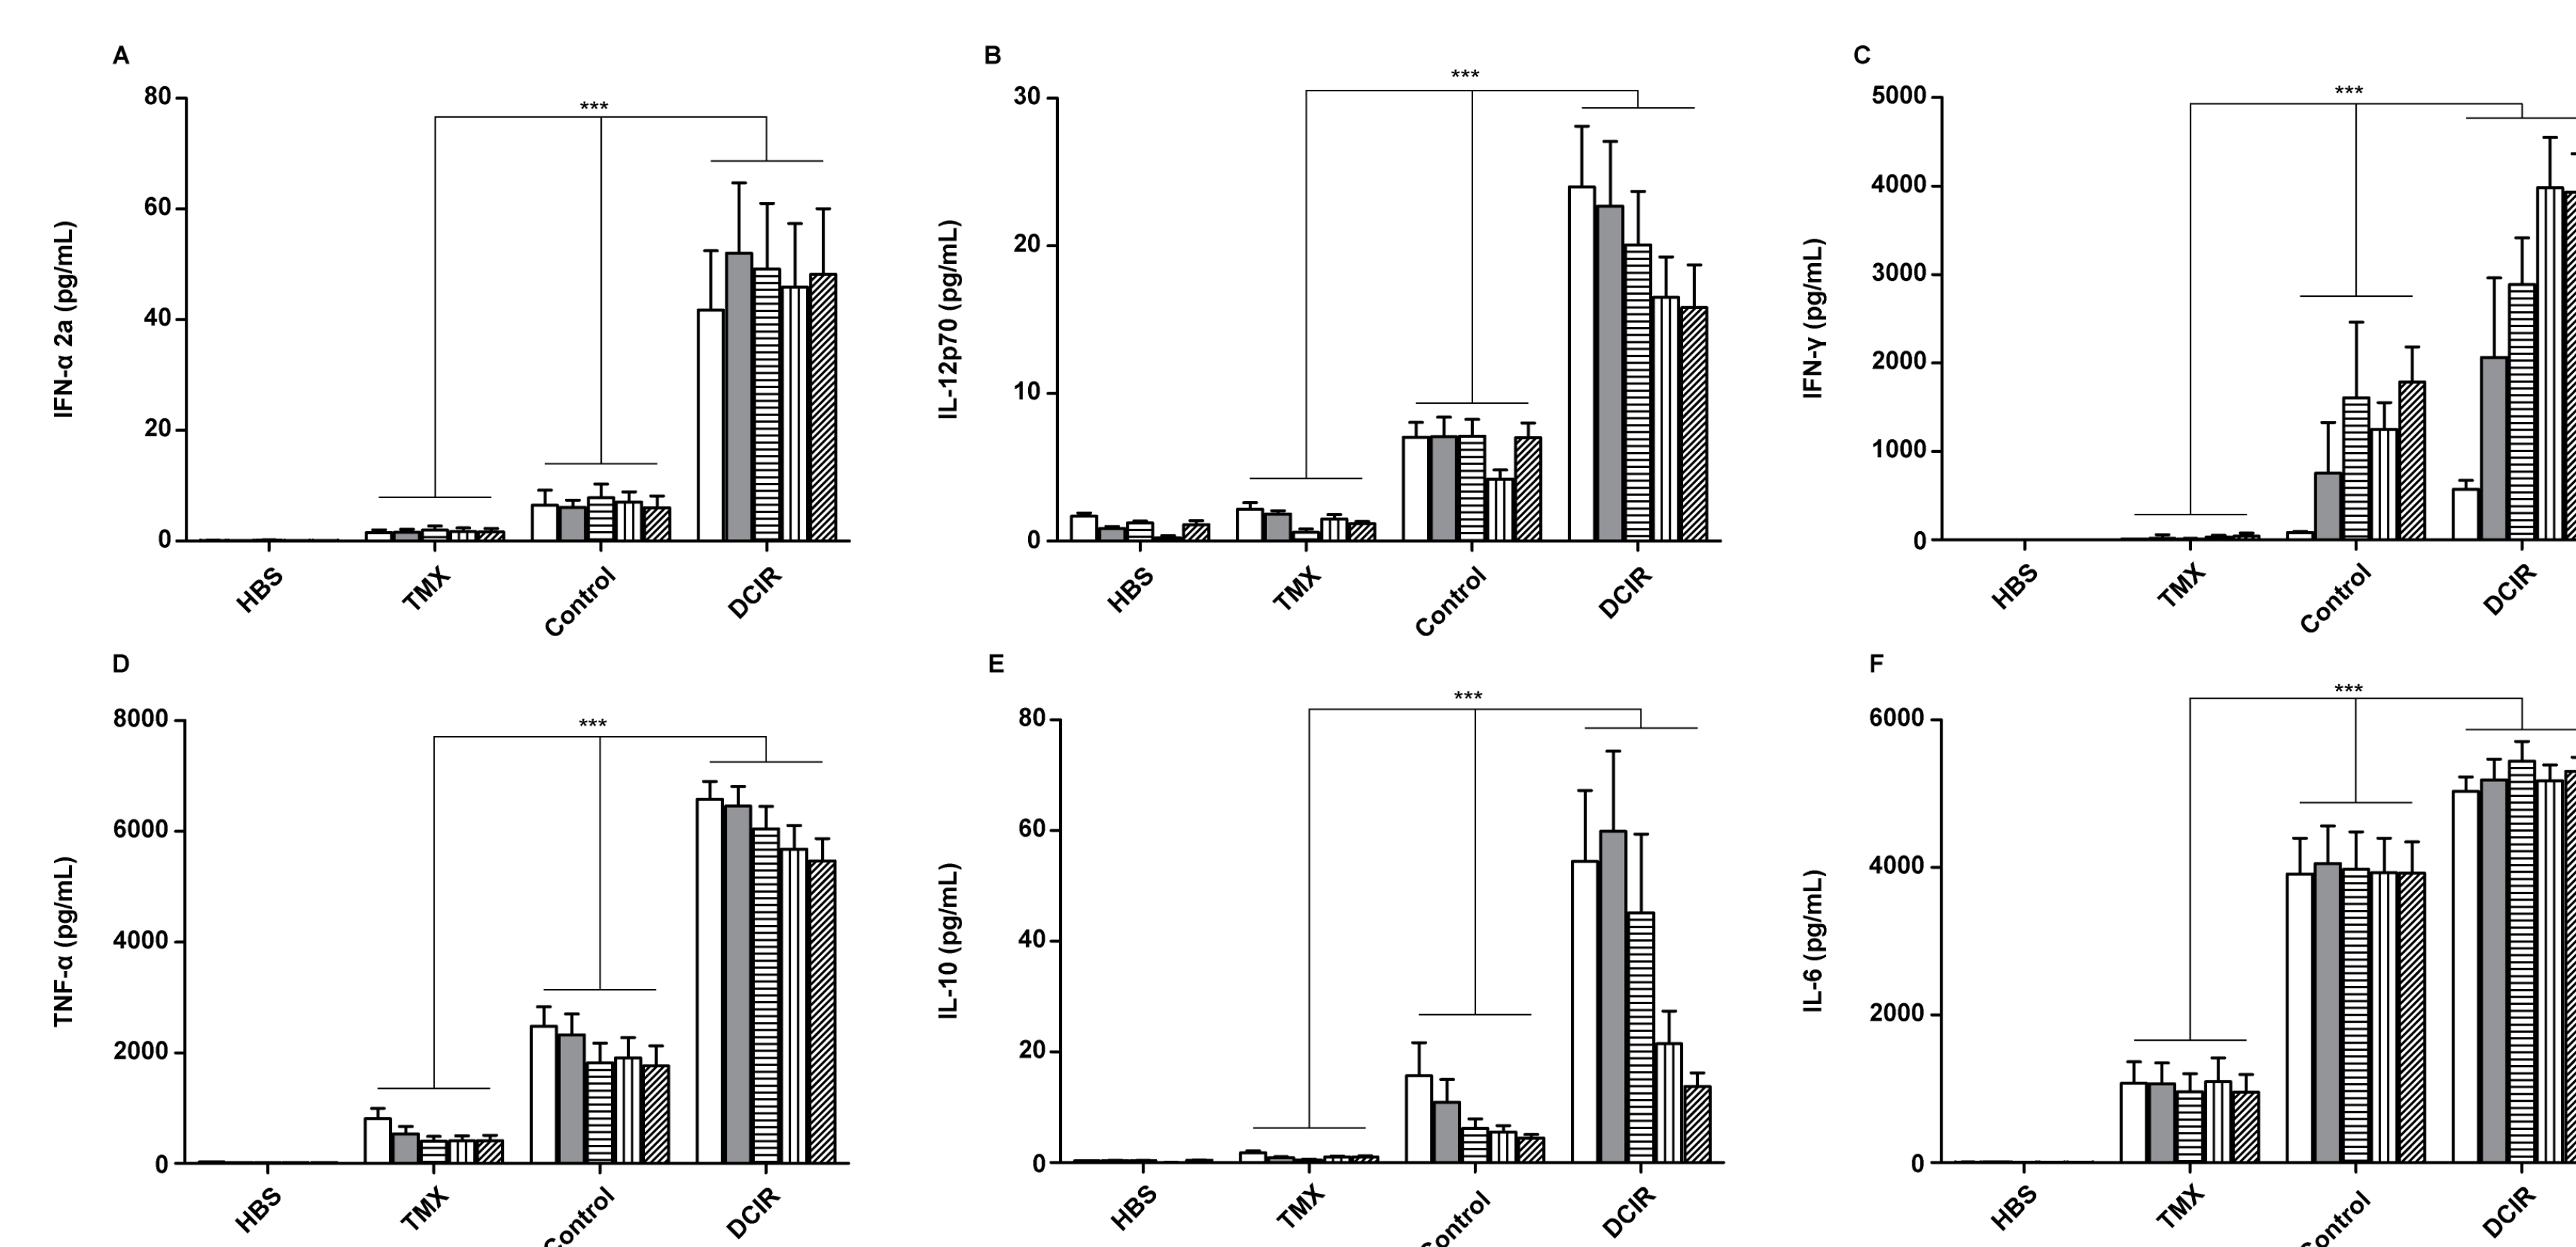 A
***
IFN-α 2a (pg/mL)
80
60
40
20
0
HBS
TMX
Control
DCIR
B
***
IL-12p70 (pg/mL)
30
20
10
0
HBS
TMX
Control
DCIR
C
***
IFN-γ (pg/mL)
5000
4000
3000
2000
1000
0
HBS
TMX
Control
DCIR
D
***
TNF-α (pg/mL)
8000
6000
4000
2000
0
HBS
TMX
Control
DCIR
E
***
IL-10 (pg/mL)
80
60
40
20
0
HBS
TMX
Control
DCIR
F
***
IL-6 (pg/mL)
6000
4000
2000
0
HBS
TMX
Control
DCIR